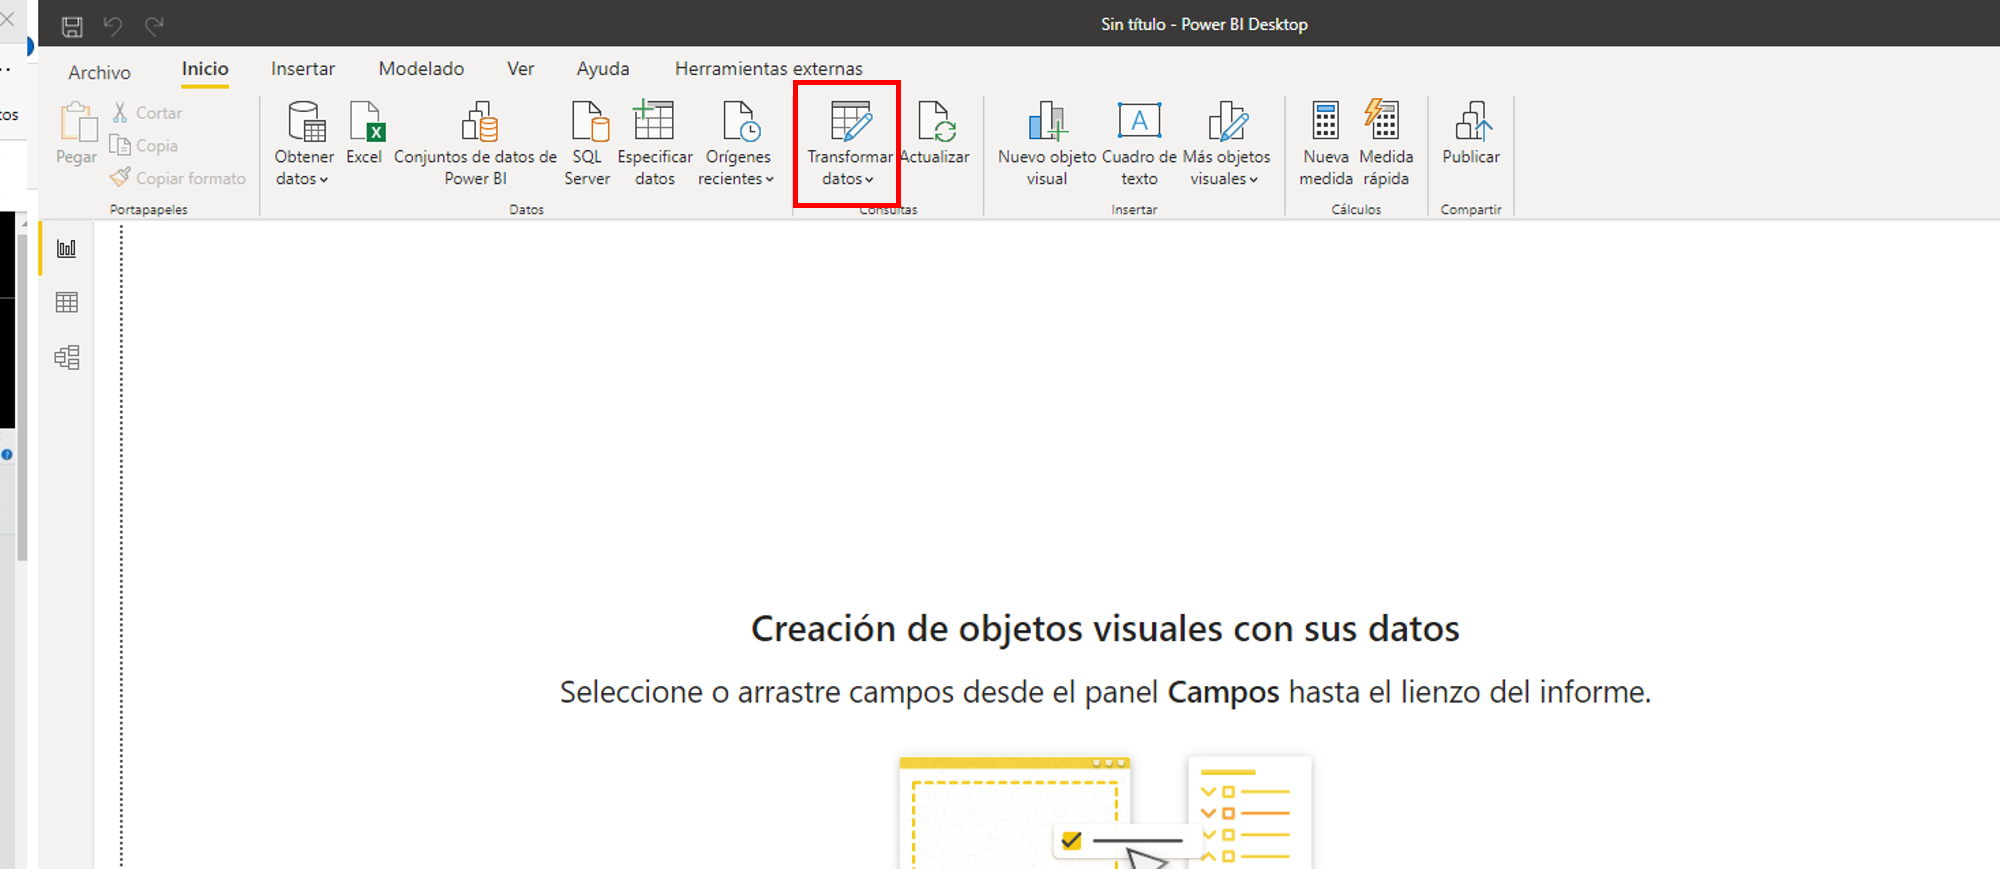 Sin título - Power BI Desktop
Archivo Inicio Insertar Modelado Ver Ayuda Herramientas externas
Pegar
Cortar
Copia
Copiar formato
Portapapeles
Obtener datos
Excel
Conjuntos de datos de Power BI
SQL Server
Especificar datos
Orígenes recientes
Datos
Transformar datos
Actualizar
Consultas
Nuevo objeto visual
Cuadro de texto
Más objetos visuales
Insertar
Nueva medida
Medida rápida
Cálculos
Publicar
Compartir
tos
Creación de objetos visuales con sus datos
Seleccione o arrastre campos desde el panel Campos hasta el lienzo del informe.